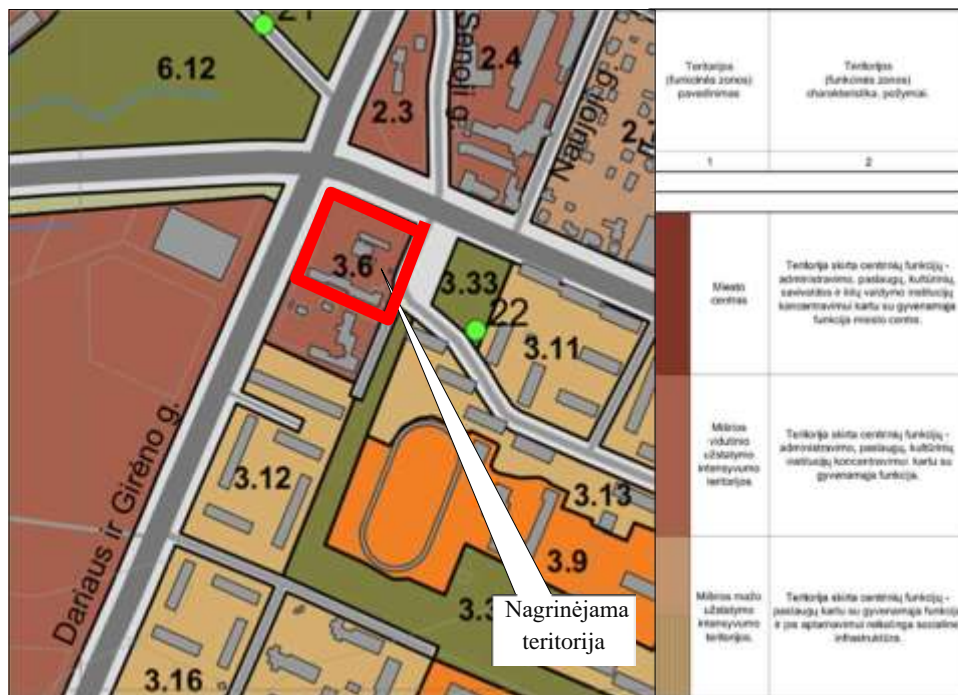 21
6.12
2.3
Senoji g.
2.4
Naujoji g.
3.6
3.33
22
3.11
3.12
3.13
3.9
Dariaus ir Girėno g.
3.16
Nagrinėjama
teritorija
Teritorijos
(funkcinės zonos)
pavadinimas
Teritorijos
(funkcinės zonos)
charakteristika, požymiai.
1
2
Miesto
centras
Teritorija skirta centrinių funkcijų -
administravimo, paslaugų, kultūrinių,
savivaldos ir kitų valdymo institucijų
koncentravimui kartu su gyvenamąja
funkcija miesto centre.
Mišrios
vidutinio
užstatymo
intensyvumo
teritorijos
Teritorija skirta centrinių funkcijų -
administravimo, paslaugų, kultūrinių
institucijų koncentravimui kartu su
gyvenamąja funkcija.
Mišrios mažo
užstatymo
intensyvumo
teritorijos.
Teritorija skirta centrinių funkcijų -
paslaugų kartu su gyvenamąja funkcija
ir jos aptarnavimui reikalinga socialine
infrastruktūra.